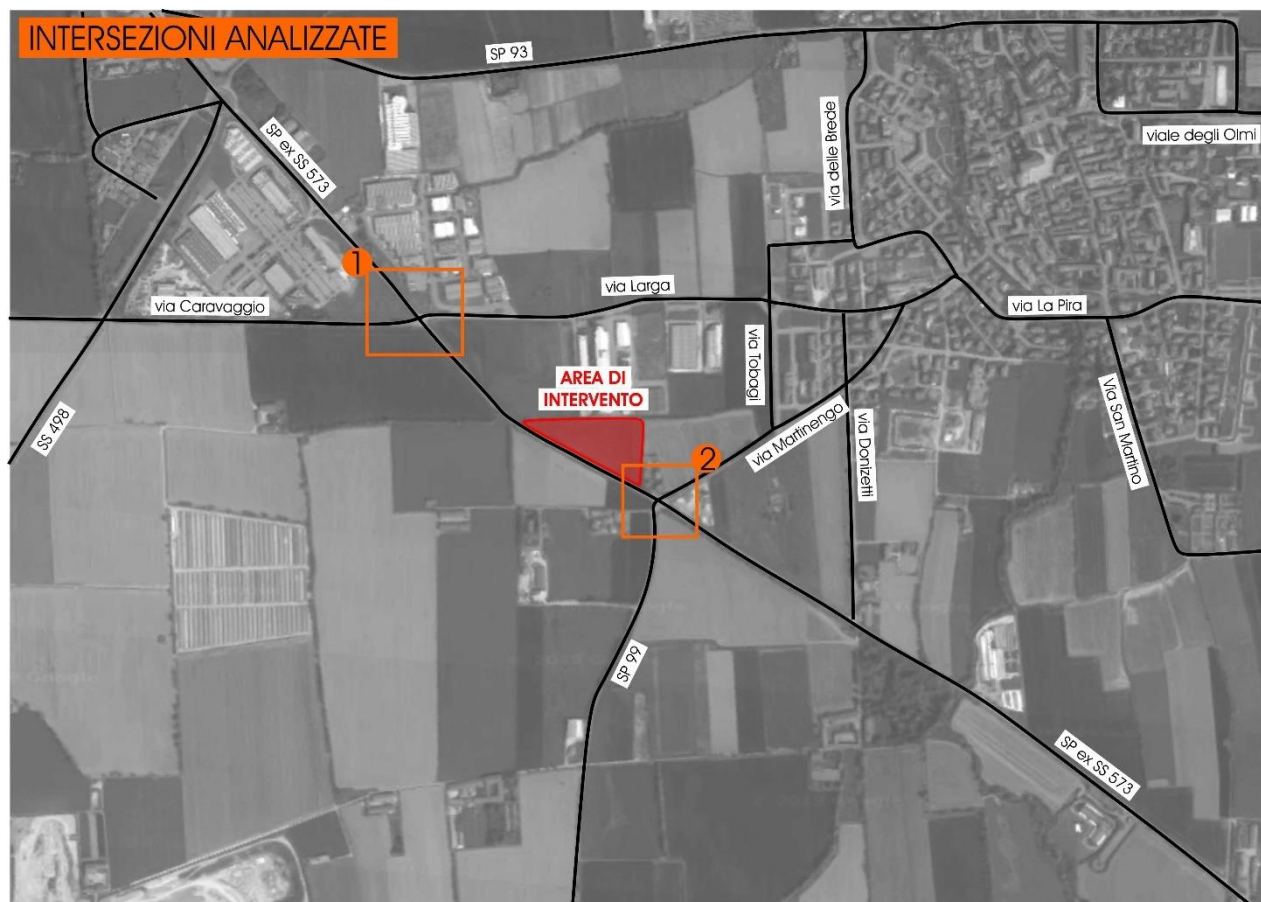 INTERSEZIONI ANALIZZATE
SP 93
viale degli Olmi
via delle Brede
SP ex SS 573
1
via Caravaggio
via Larga
via La Pira
via Tobagi
AREA DI
INTERVENTO
SS 498
via Martinengo
via Donizetti
Via San Martino
2
SP 99
SP ex SS 573